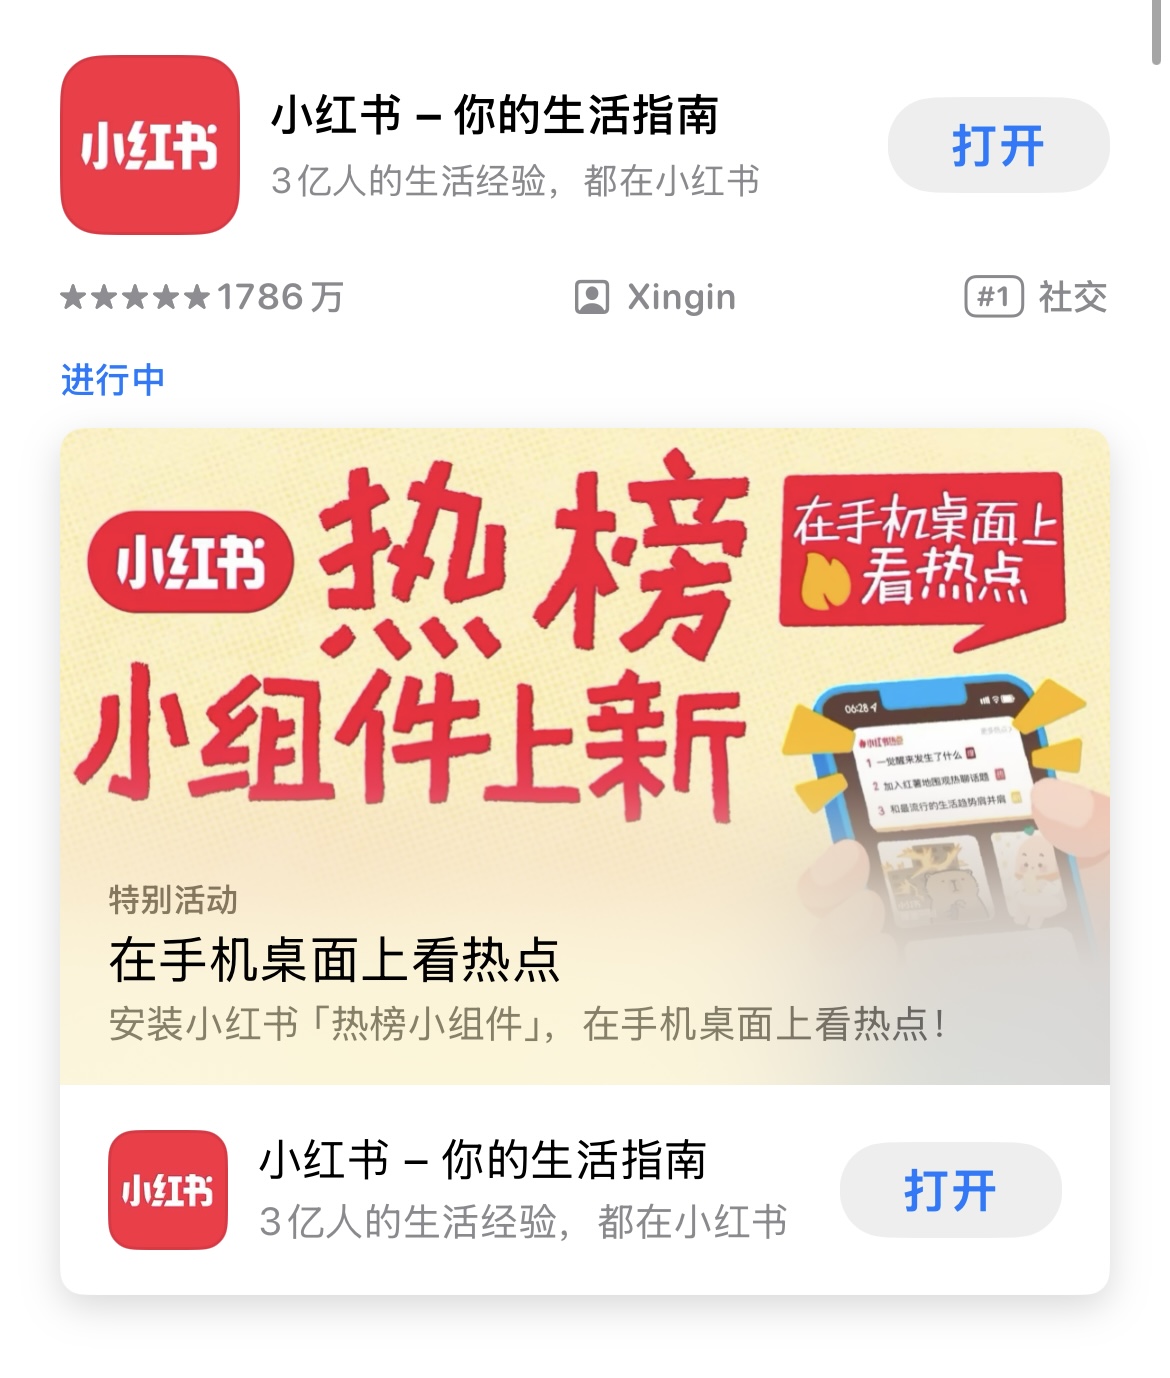 小红书
小红书 – 你的生活指南
3亿人的生活经验，都在小红书
打开
★★★★★ 1786万
Xingin
#1 社交
进行中
小红书
热榜
小组件上新
在手机桌面上
看热点
06:28
小红书热点
1 一觉醒来发生了什么
2 加入红薯地围观热聊话题
3 和最流行的生活趋势肩并肩
特别活动
在手机桌面上看热点
安装小红书「热榜小组件」，在手机桌面上看热点！
小红书
小红书 – 你的生活指南
3亿人的生活经验，都在小红书
打开